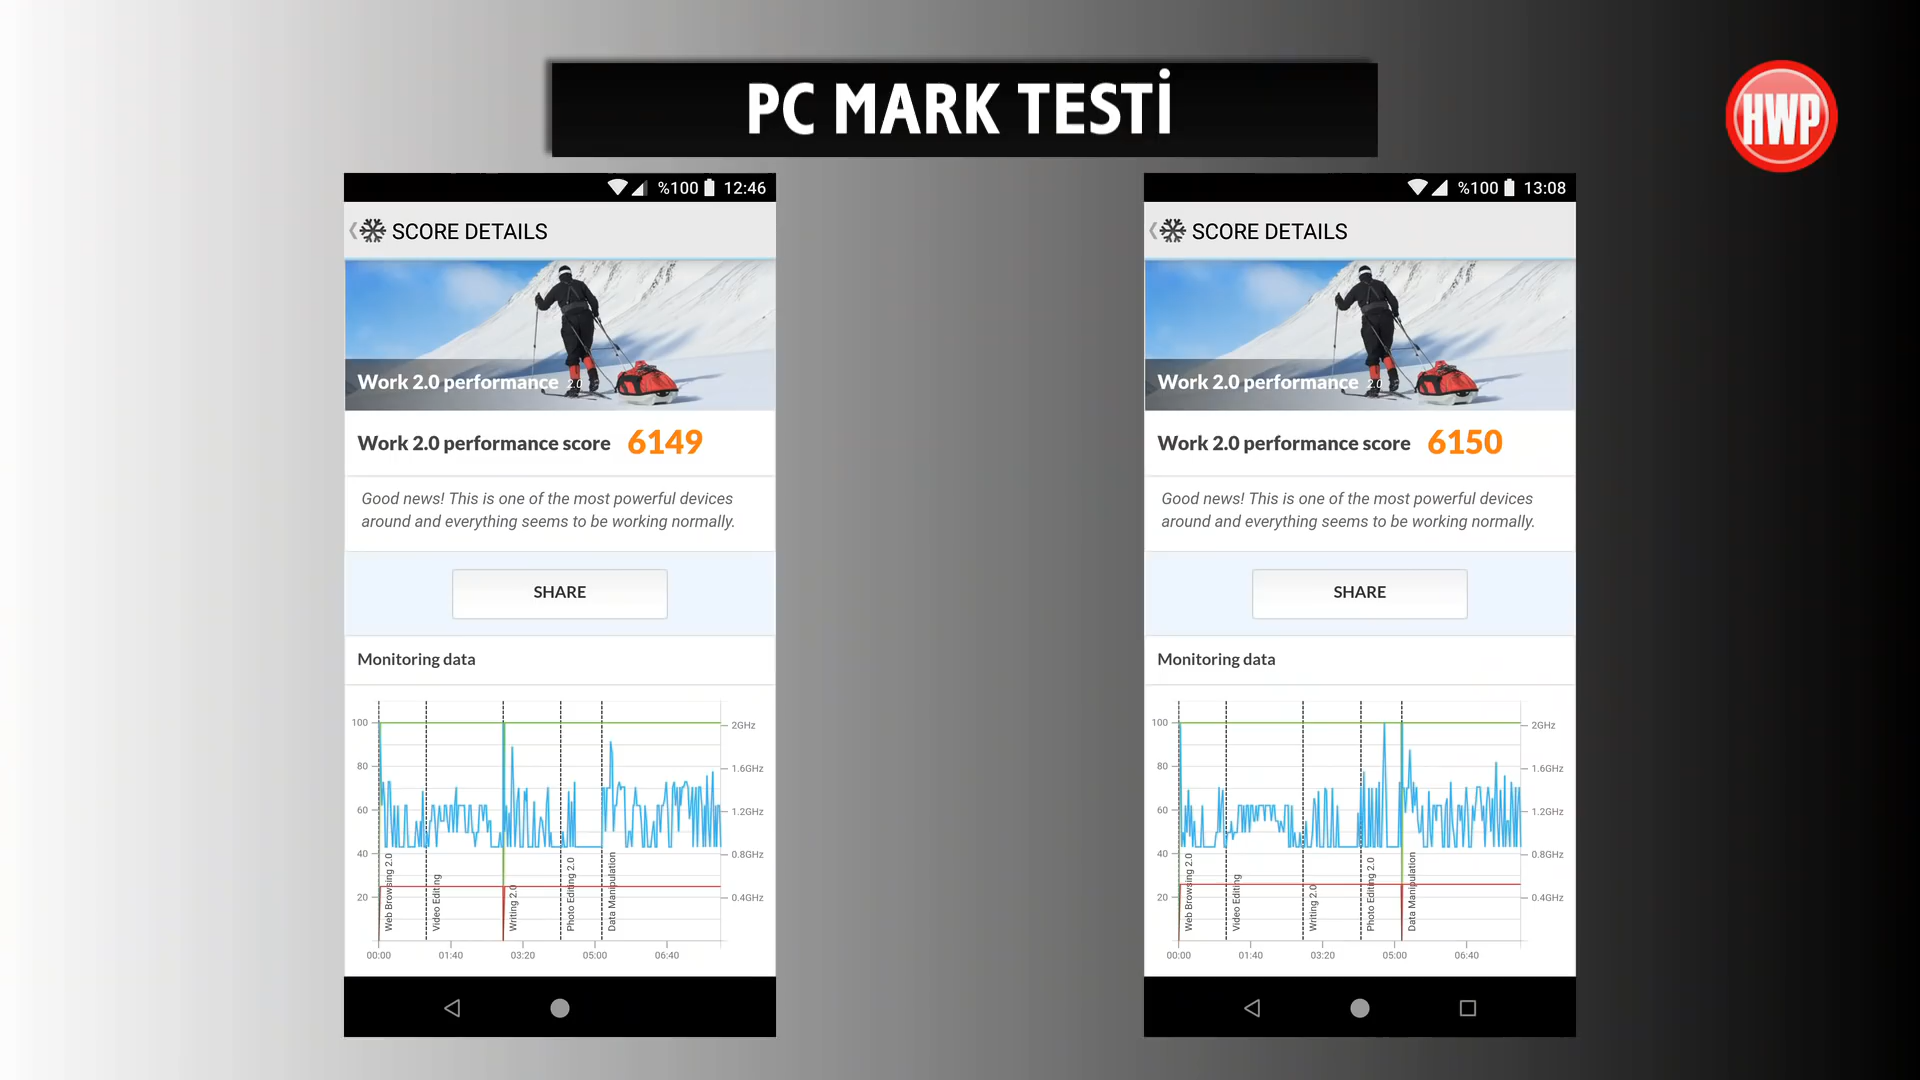 PC MARK TESTİ
HWP
%100 12:46
SCORE DETAILS
Work 2.0 performance 2.0
Work 2.0 performance score 6149
Good news! This is one of the most powerful devices
around and everything seems to be working normally.
SHARE
Monitoring data
100
80
60
40
20
2GHz
1.6GHz
1.2GHz
0.8GHz
0.4GHz
Web Browsing 2.0
Video Editing
Writing 2.0
Photo Editing 2.0
Data Manipulation
00:00 01:40 03:20 05:00 06:40
%100 13:08
SCORE DETAILS
Work 2.0 performance 2.0
Work 2.0 performance score 6150
Good news! This is one of the most powerful devices
around and everything seems to be working normally.
SHARE
Monitoring data
100
80
60
40
20
2GHz
1.6GHz
1.2GHz
0.8GHz
0.4GHz
Web Browsing 2.0
Video Editing
Writing 2.0
Photo Editing 2.0
Data Manipulation
00:00 01:40 03:20 05:00 06:40